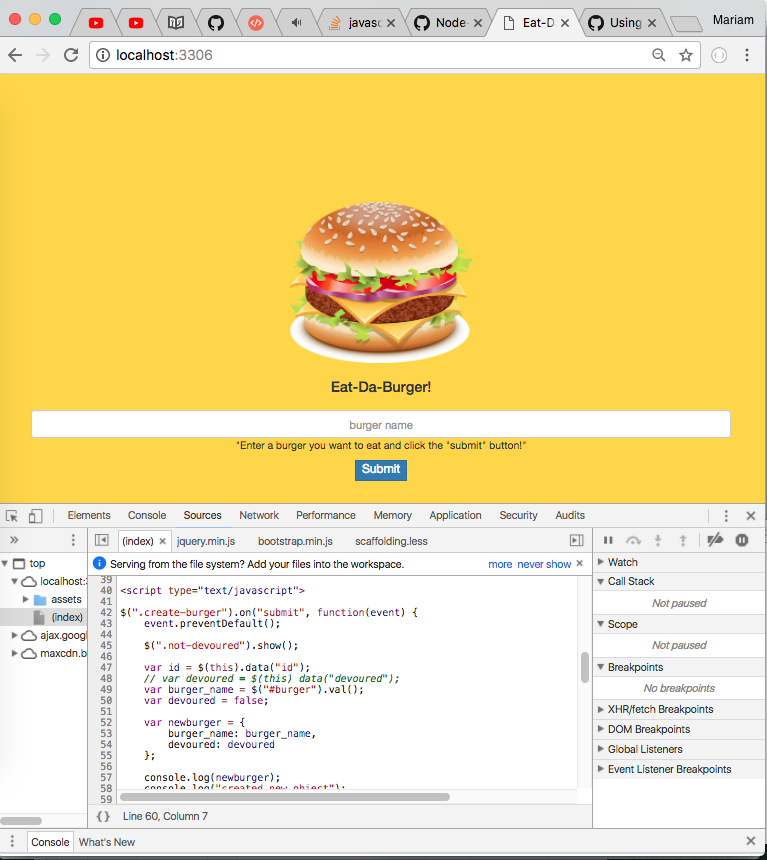 javasc
Node-
Eat-D
Using
Mariam
localhost:3306
Eat-Da-Burger!
burger name
"Enter a burger you want to eat and click the "submit" button!"
Submit
Elements Console Sources Network Performance Memory Application Security Audits
(index) jquery.min.js bootstrap.min.js scaffolding.less
top
localhost:
assets
(index)
ajax.googl
maxcdn.b
Serving from the file system? Add your files into the workspace. more never show
39
40 <script type="text/javascript">
41
42 $(".create-burger").on("submit", function(event) {
43 event.preventDefault();
44
45 $(".not-devoured").show();
46
47 var id = $(this).data("id");
48 // var devoured = $(this) data("devoured");
49 var burger_name = $("#burger").val();
50 var devoured = false;
51
52 var newburger = {
53 burger_name: burger_name,
54 devoured: devoured
55 };
56
57 console.log(newburger);
58 console.log("created new object");
59
{} Line 60, Column 7
Watch
Call Stack
Not paused
Scope
Not paused
Breakpoints
No breakpoints
XHR/fetch Breakpoints
DOM Breakpoints
Global Listeners
Event Listener Breakpoints
Console What's New